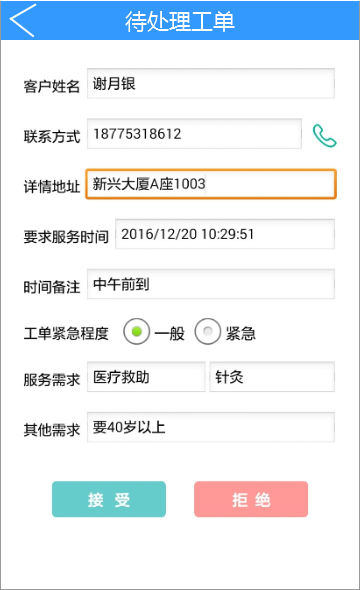 待处理工单
客户姓名 谢月银
联系方式 18775318612
详情地址 新兴大厦A座1003
要求服务时间 2016/12/20 10:29:51
时间备注 中午前到
工单紧急程度 一般 紧急
服务需求 医疗救助 针灸
其他需求 要40岁以上
接 受 拒 绝